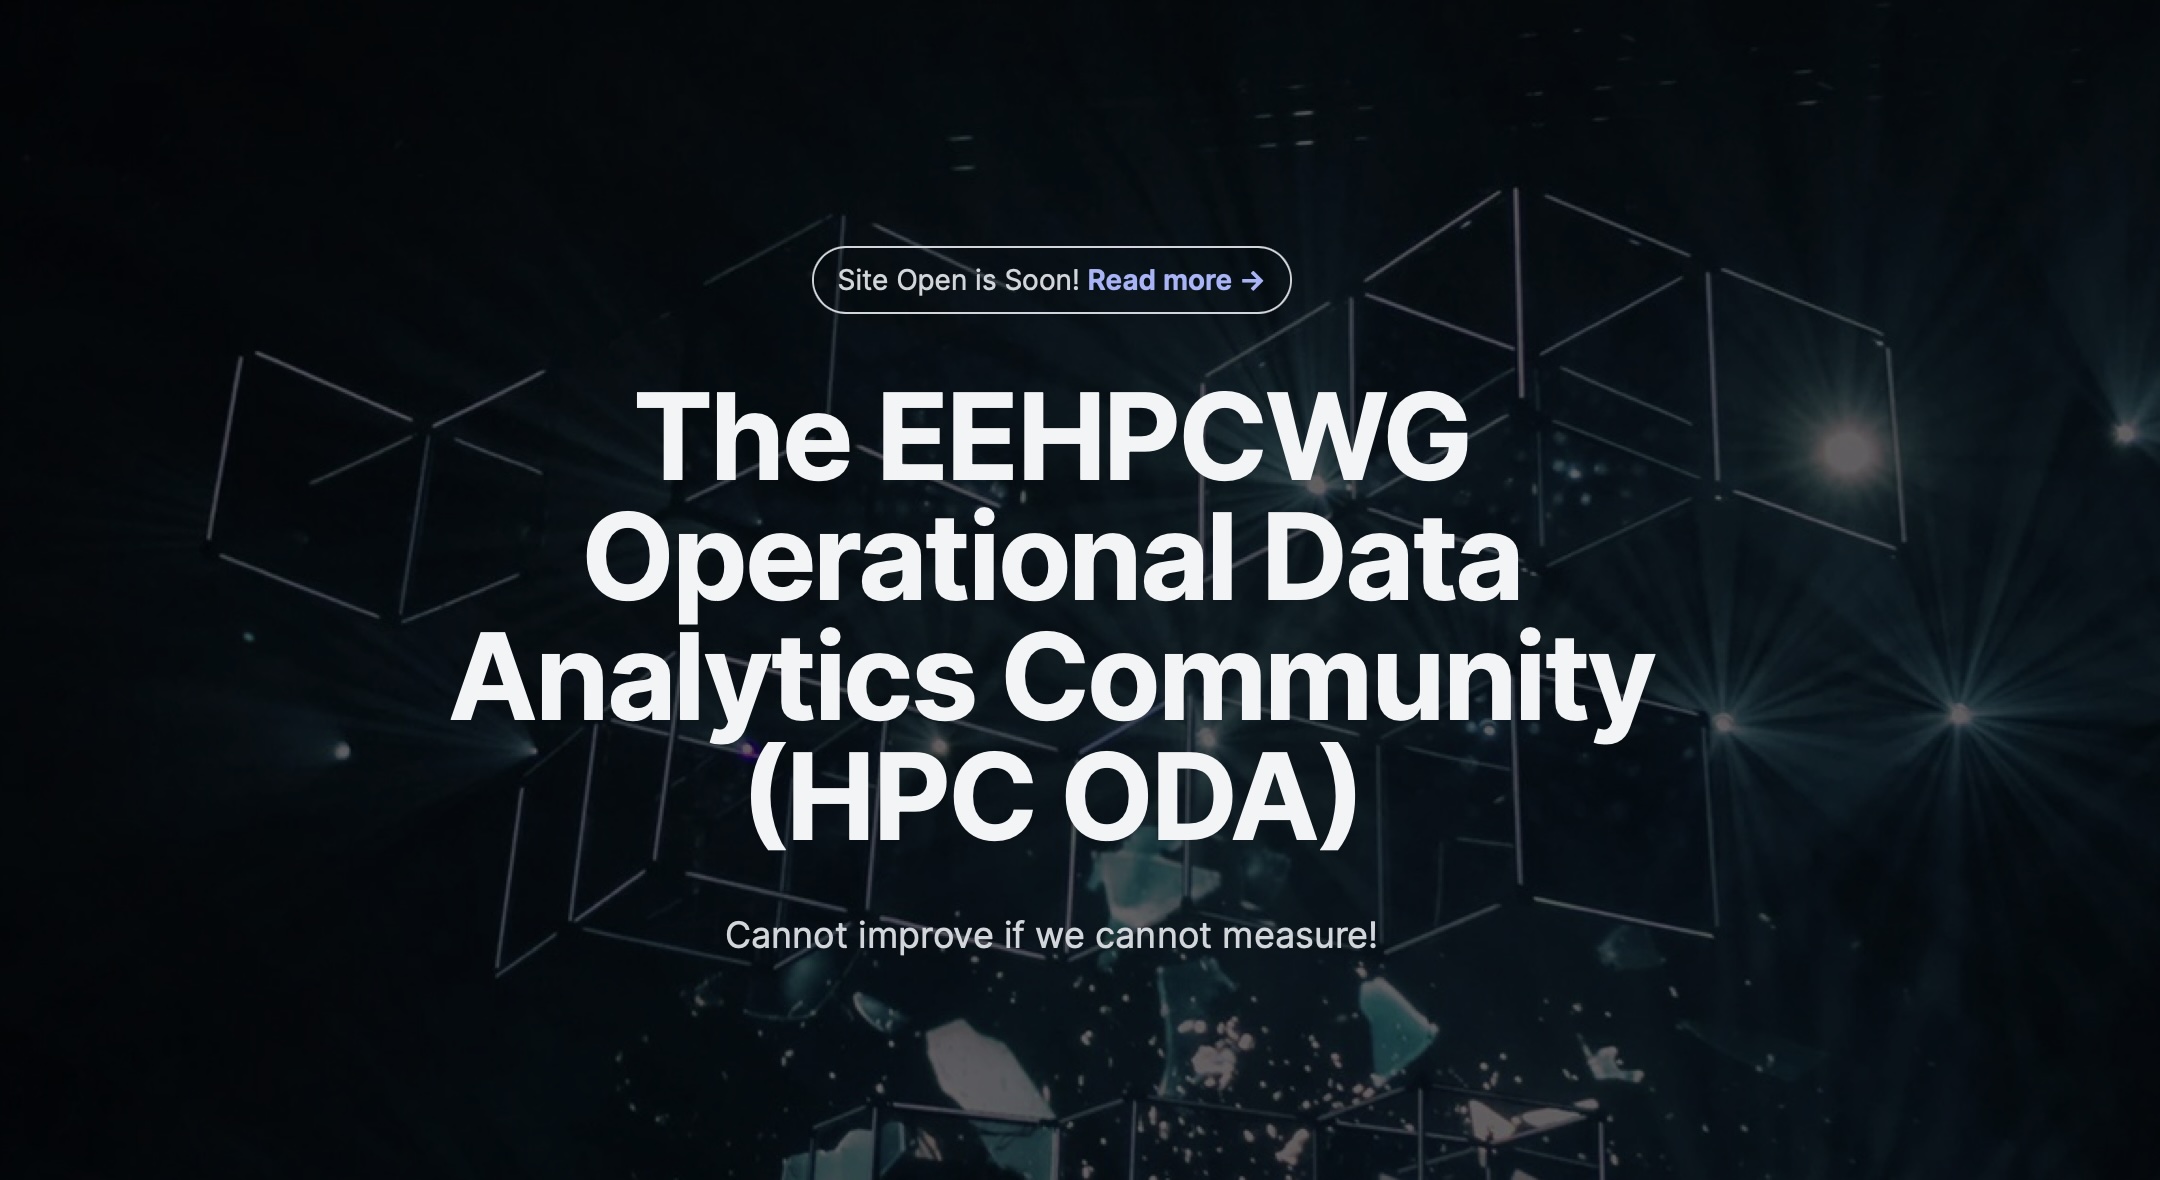 Site Open is Soon! Read more →
The EEHPCWG
Operational Data
Analytics Community
(HPC ODA)
Cannot improve if we cannot measure!